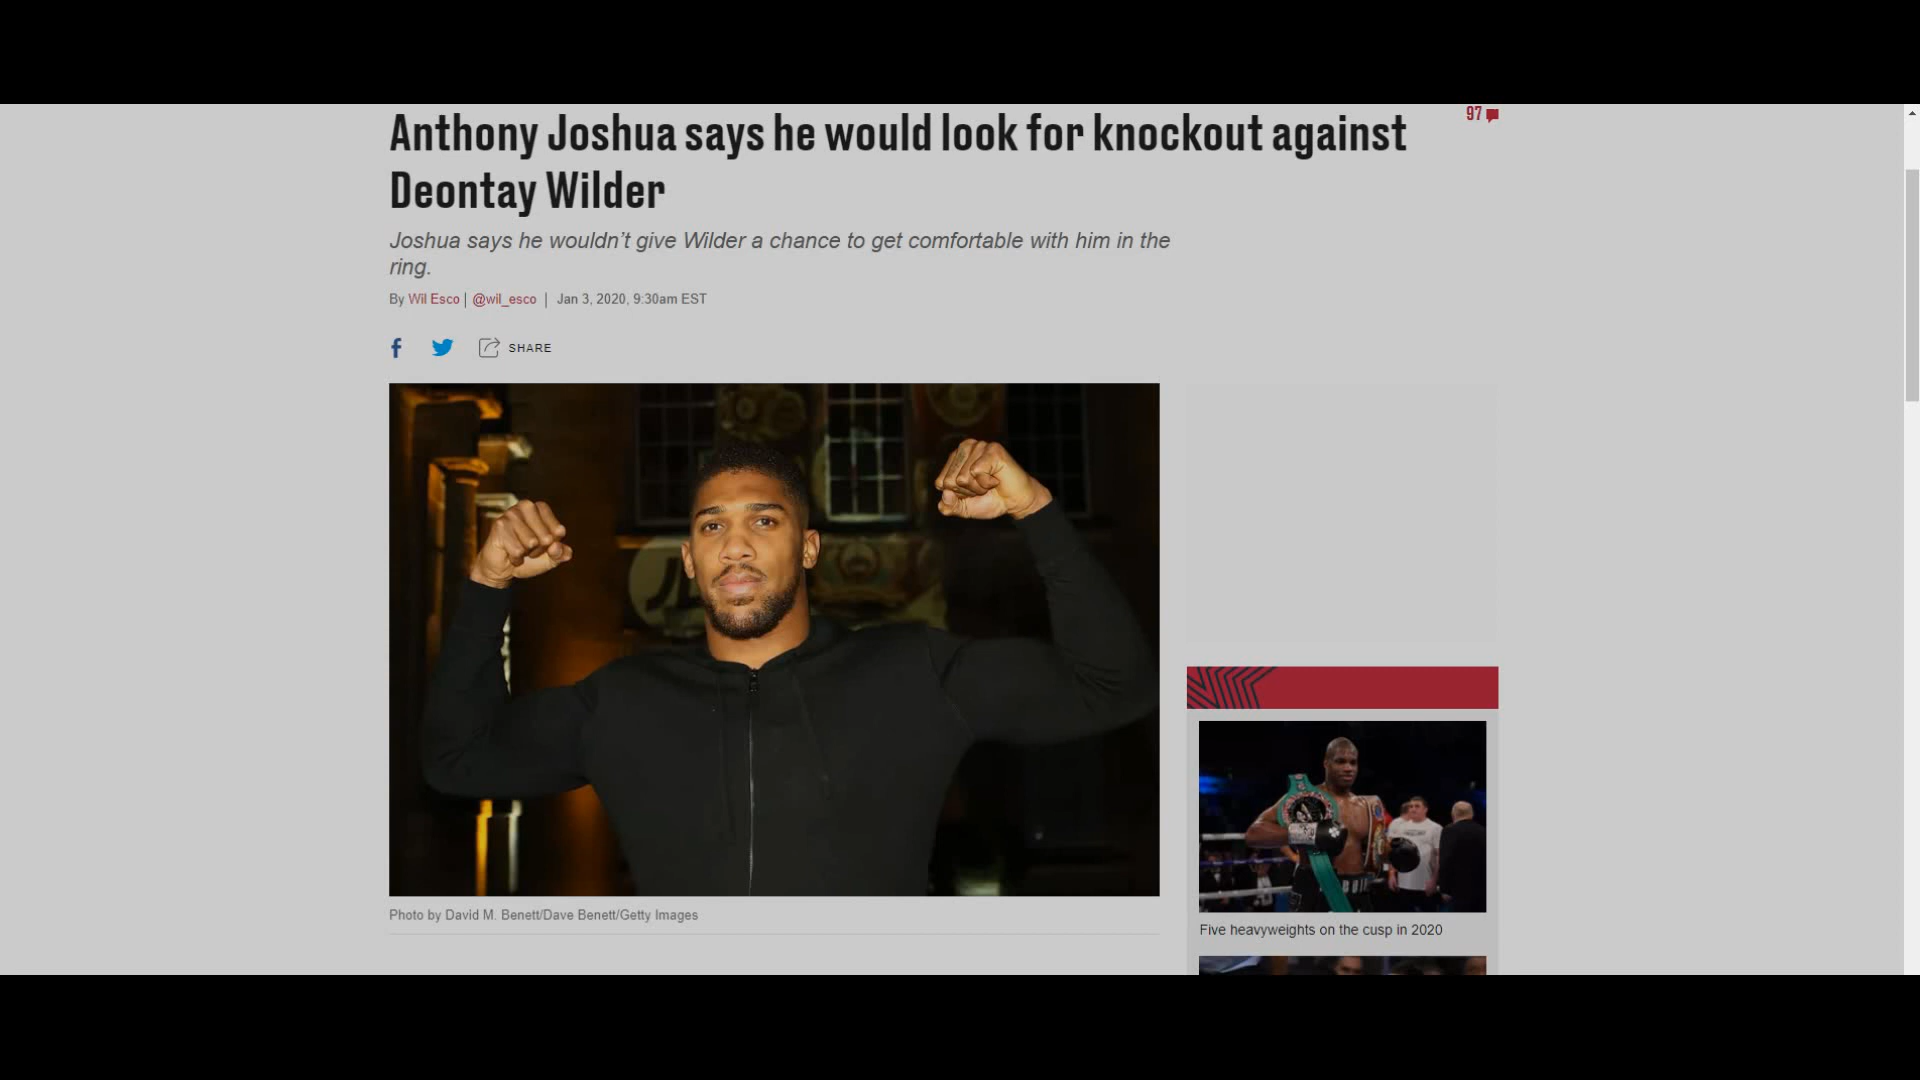 97
Anthony Joshua says he would look for knockout against
Deontay Wilder
Joshua says he wouldn’t give Wilder a chance to get comfortable with him in the
ring.
By Wil Esco | @wil_esco | Jan 3, 2020, 9:30am EST
f
SHARE
Photo by David M. Benett/Dave Benett/Getty Images
Five heavyweights on the cusp in 2020